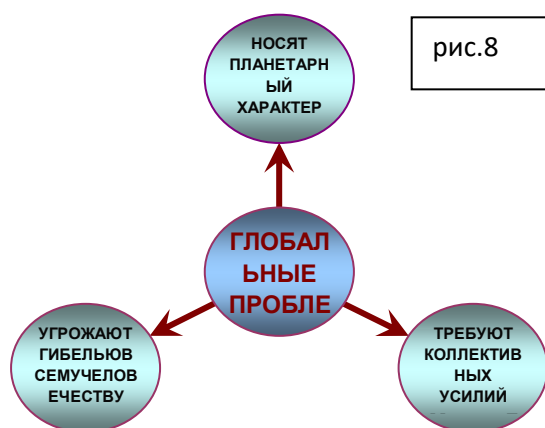 НОСЯТ
ПЛАНЕТАРН
ЫЙ
ХАРАКТЕР
рис.8
ГЛОБАЛ
ЬНЫЕ
ПРОБЛЕ
УГРОЖАЮТ
ГИБЕЛЬЮВ
СЕМУЧЕЛОВ
ЕЧЕСТВУ
ТРЕБУЮТ
КОЛЛЕКТИВ
НЫХ
УСИЛИЙ